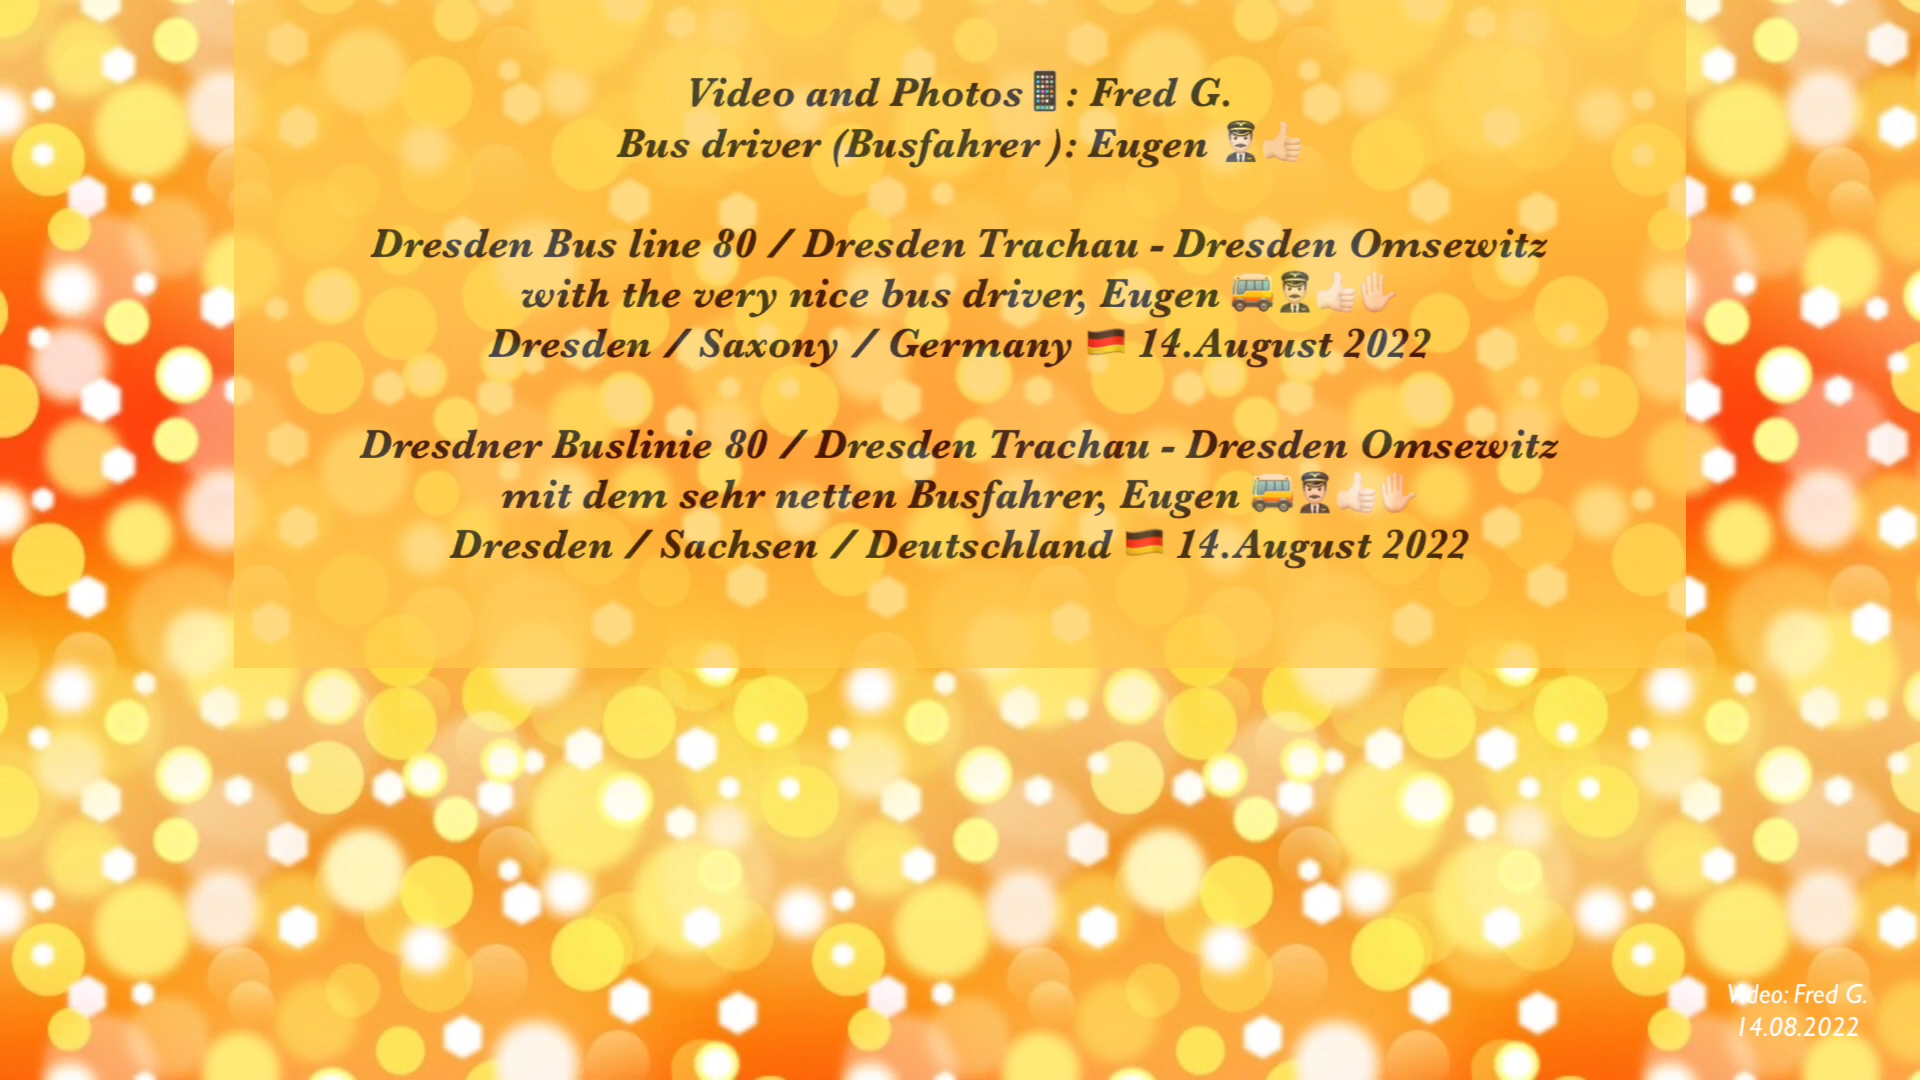 Video and Photos📱: Fred G.
Bus driver (Busfahrer ): Eugen 👨🏻‍✈️👍🏻
Dresden Bus line 80 / Dresden Trachau - Dresden Omsewitz
with the very nice bus driver, Eugen 🚌👨🏼‍✈️👍🏻🤚🏻
Dresden / Saxony / Germany 🇩🇪 14.August 2022
Dresdner Buslinie 80 / Dresden Trachau - Dresden Omsewitz
mit dem sehr netten Busfahrer, Eugen 🚌👨🏻‍✈️👍🏻🤚🏻
Dresden / Sachsen / Deutschland 🇩🇪 14.August 2022
Video: Fred G.
14.08.2022